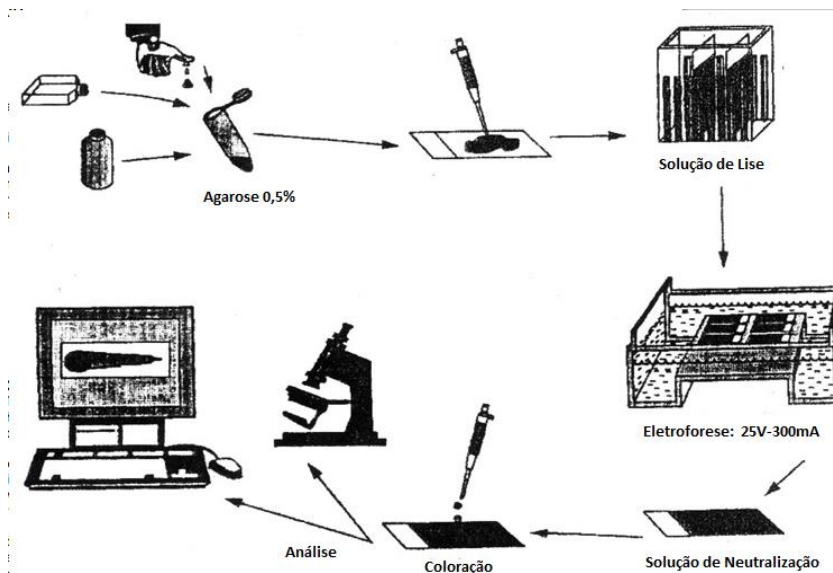 Agarose 0,5%
Solução de Lise
Eletroforese:  25V-300mA
Solução de Neutralização
Coloração
Análise